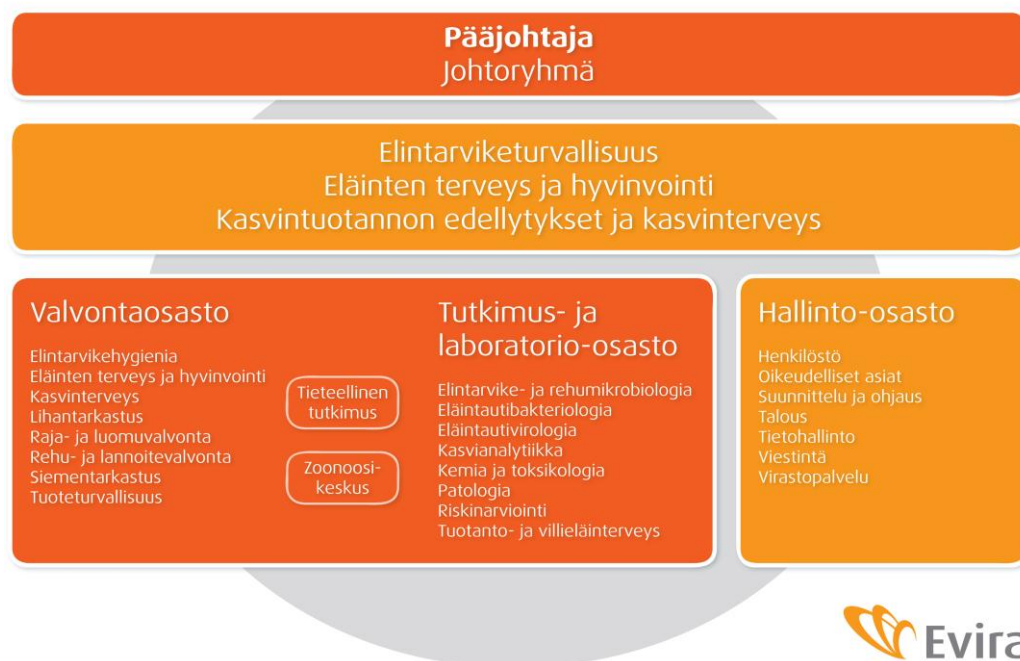 Pääjohtaja
Johtoryhmä
Elintarviketurvallisuus
Eläinten terveys ja hyvinvointi
Kasvintuotannon edellytykset ja kasvinterveys
Valvontaosasto
Elintarvikehygienia
Eläinten terveys ja hyvinvointi
Kasvinterveys
Lihantarkastus
Raja- ja luomuvalvonta
Rehu- ja lannoitevalvonta
Siementarkastus
Tuoteturvallisuus
Tieteellinen
tutkimus
Zoonoosi-
keskus
Tutkimus- ja
laboratorio-osasto
Elintarvike- ja rehumikrobiologia
Eläintautibakteriologia
Eläintautivirologia
Kasvianalytiikka
Kemia ja toksikologia
Patologia
Riskinarviointi
Tuotanto- ja villieläinterveys
Hallinto-osasto
Henkilöstö
Oikeudelliset asiat
Suunnittelu ja ohjaus
Talous
Tietohallinto
Viestintä
Virastopalvelu
Evira